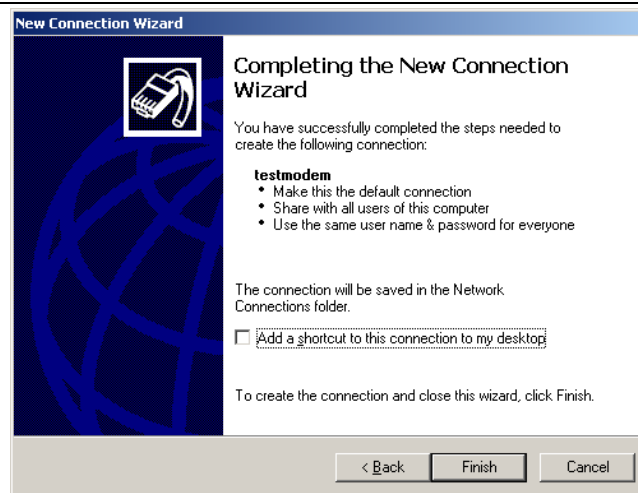 New Connection Wizard
Completing the New Connection
Wizard
You have successfully completed the steps needed to
create the following connection:
testmodem
• Make this the default connection
• Share with all users of this computer
• Use the same user name & password for everyone
The connection will be saved in the Network
Connections folder.
Add a shortcut to this connection to my desktop
To create the connection and close this wizard, click Finish.
< Back Finish Cancel